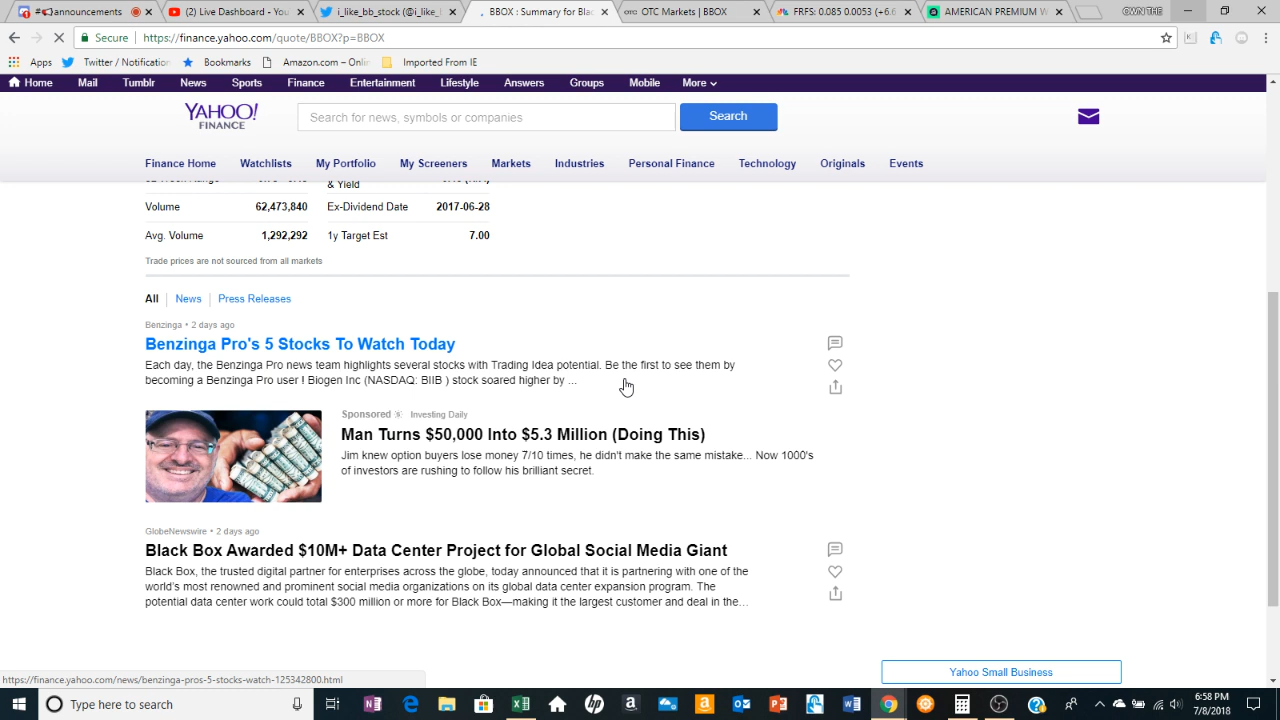 #📢announcements
(2) Live Dashboard - You
i_like_bb_stock (@i_like_
BBOX : Summary for Bla
OTC Markets | BBOX
FRFS: 0.085 0.0053 (+6.6
AMERICAN PREMIUM W
OWN THE
Secure
https://finance.yahoo.com/quote/BBOX?p=BBOX
Apps
Twitter / Notification
Bookmarks
Amazon.com – Onli
Imported From IE
Home
Mail
Tumblr
News
Sports
Finance
Entertainment
Lifestyle
Answers
Groups
Mobile
More
YAHOO!
FINANCE
Search for news, symbols or companies
Search
Finance Home
Watchlists
My Portfolio
My Screeners
Markets
Industries
Personal Finance
Technology
Originals
Events
& Yield
Volume 62,473,840 Ex-Dividend Date 2017-06-28
Avg. Volume 1,292,292 1y Target Est 7.00
Trade prices are not sourced from all markets
All | News | Press Releases
Benzinga • 2 days ago
Benzinga Pro's 5 Stocks To Watch Today
Each day, the Benzinga Pro news team highlights several stocks with Trading Idea potential. Be the first to see them by
becoming a Benzinga Pro user ! Biogen Inc (NASDAQ: BIIB ) stock soared higher by ...
Sponsored Investing Daily
Man Turns $50,000 Into $5.3 Million (Doing This)
Jim knew option buyers lose money 7/10 times, he didn't make the same mistake... Now 1000's
of investors are rushing to follow his brilliant secret.
GlobeNewswire • 2 days ago
Black Box Awarded $10M+ Data Center Project for Global Social Media Giant
Black Box, the trusted digital partner for enterprises across the globe, today announced that it is partnering with one of the
world's most renowned and prominent social media organizations on its global data center expansion program. The
potential data center work could total $300 million or more for Black Box—making it the largest customer and deal in the...
Yahoo Small Business
https://finance.yahoo.com/news/benzinga-pros-5-stocks-watch-125342800.html
Type here to search
6:58 PM
7/8/2018